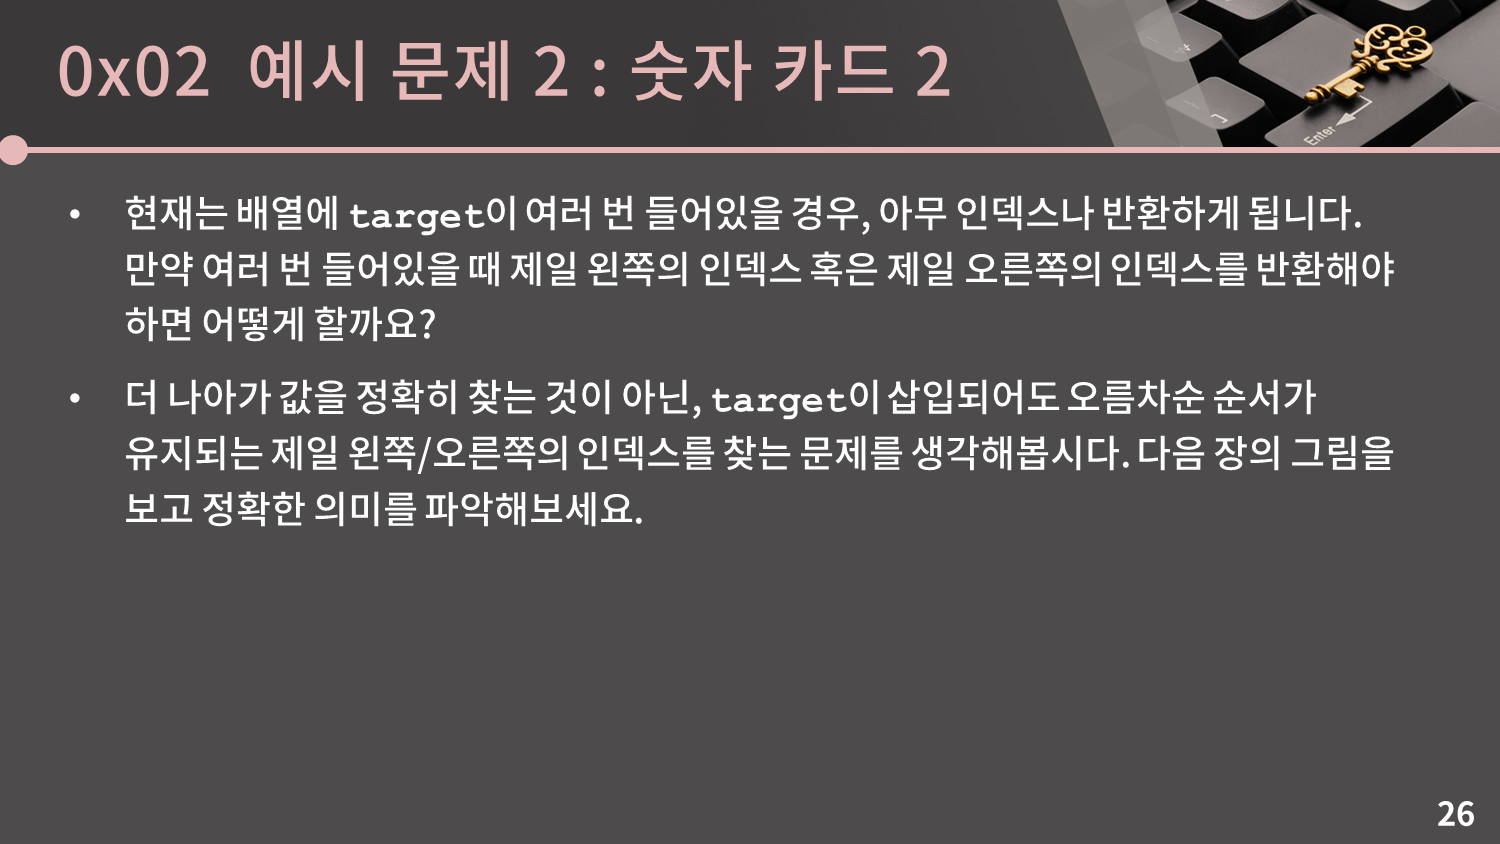 0x02 예시 문제 2 : 숫자 카드 2
Enter
• 현재는 배열에 target이 여러 번 들어있을 경우, 아무 인덱스나 반환하게 됩니다.
만약 여러 번 들어있을 때 제일 왼쪽의 인덱스 혹은 제일 오른쪽의 인덱스를 반환해야
하면 어떻게 할까요?
• 더 나아가 값을 정확히 찾는 것이 아닌, target이 삽입되어도 오름차순 순서가
유지되는 제일 왼쪽/오른쪽의 인덱스를 찾는 문제를 생각해봅시다. 다음 장의 그림을
보고 정확한 의미를 파악해보세요.
26